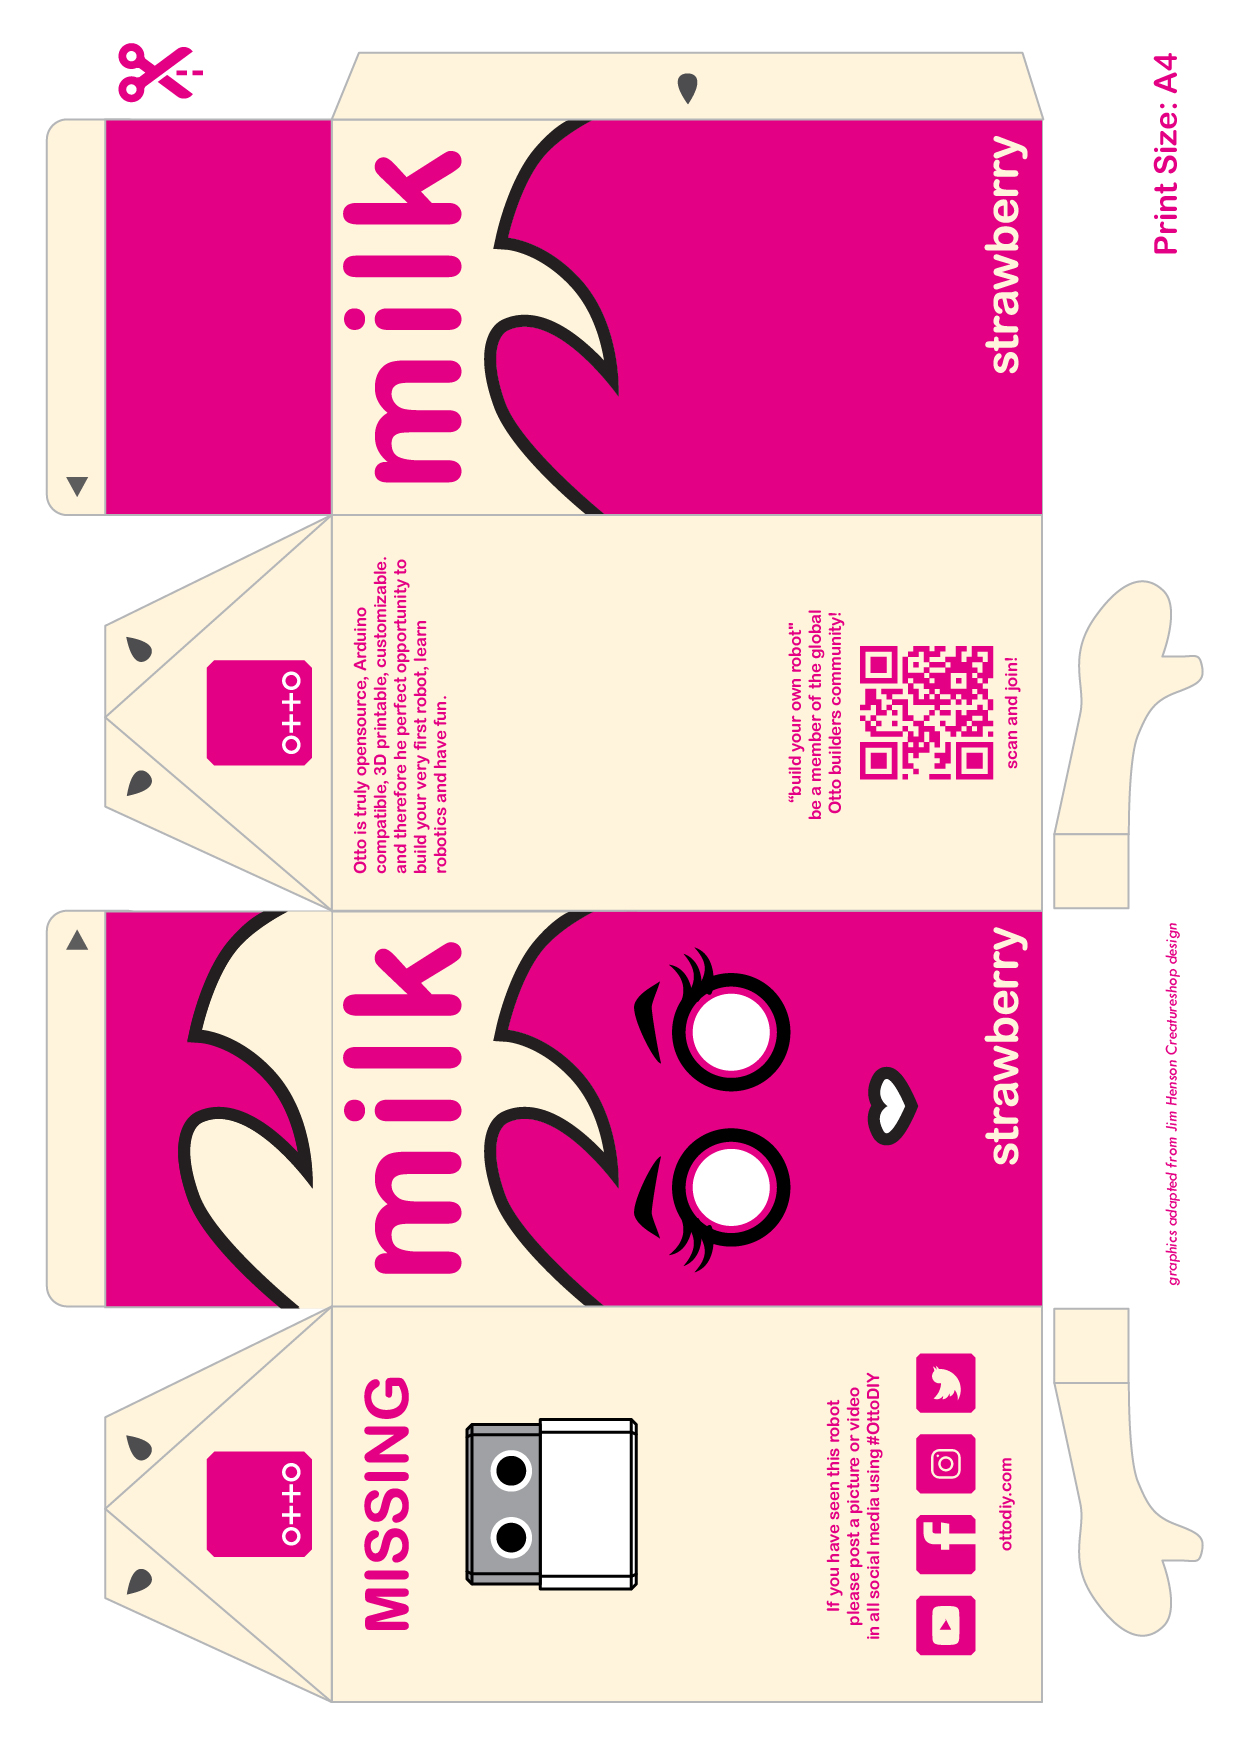 Print Size: A4
milk
strawberry
otto
Otto is truly opensource, Arduino
compatible, 3D printable, customizable.
and therefore he perfect opportunity to
build your very first robot, learn
robotics and have fun.
“build your own robot"
be a member of the global
Otto builders community!
scan and join!
milk
strawberry
graphics adapted from Jim Henson Creatureshop design
otto
MISSING
If you have seen this robot
please post a picture or video
in all social media using #OttoDIY
ottodiy.com